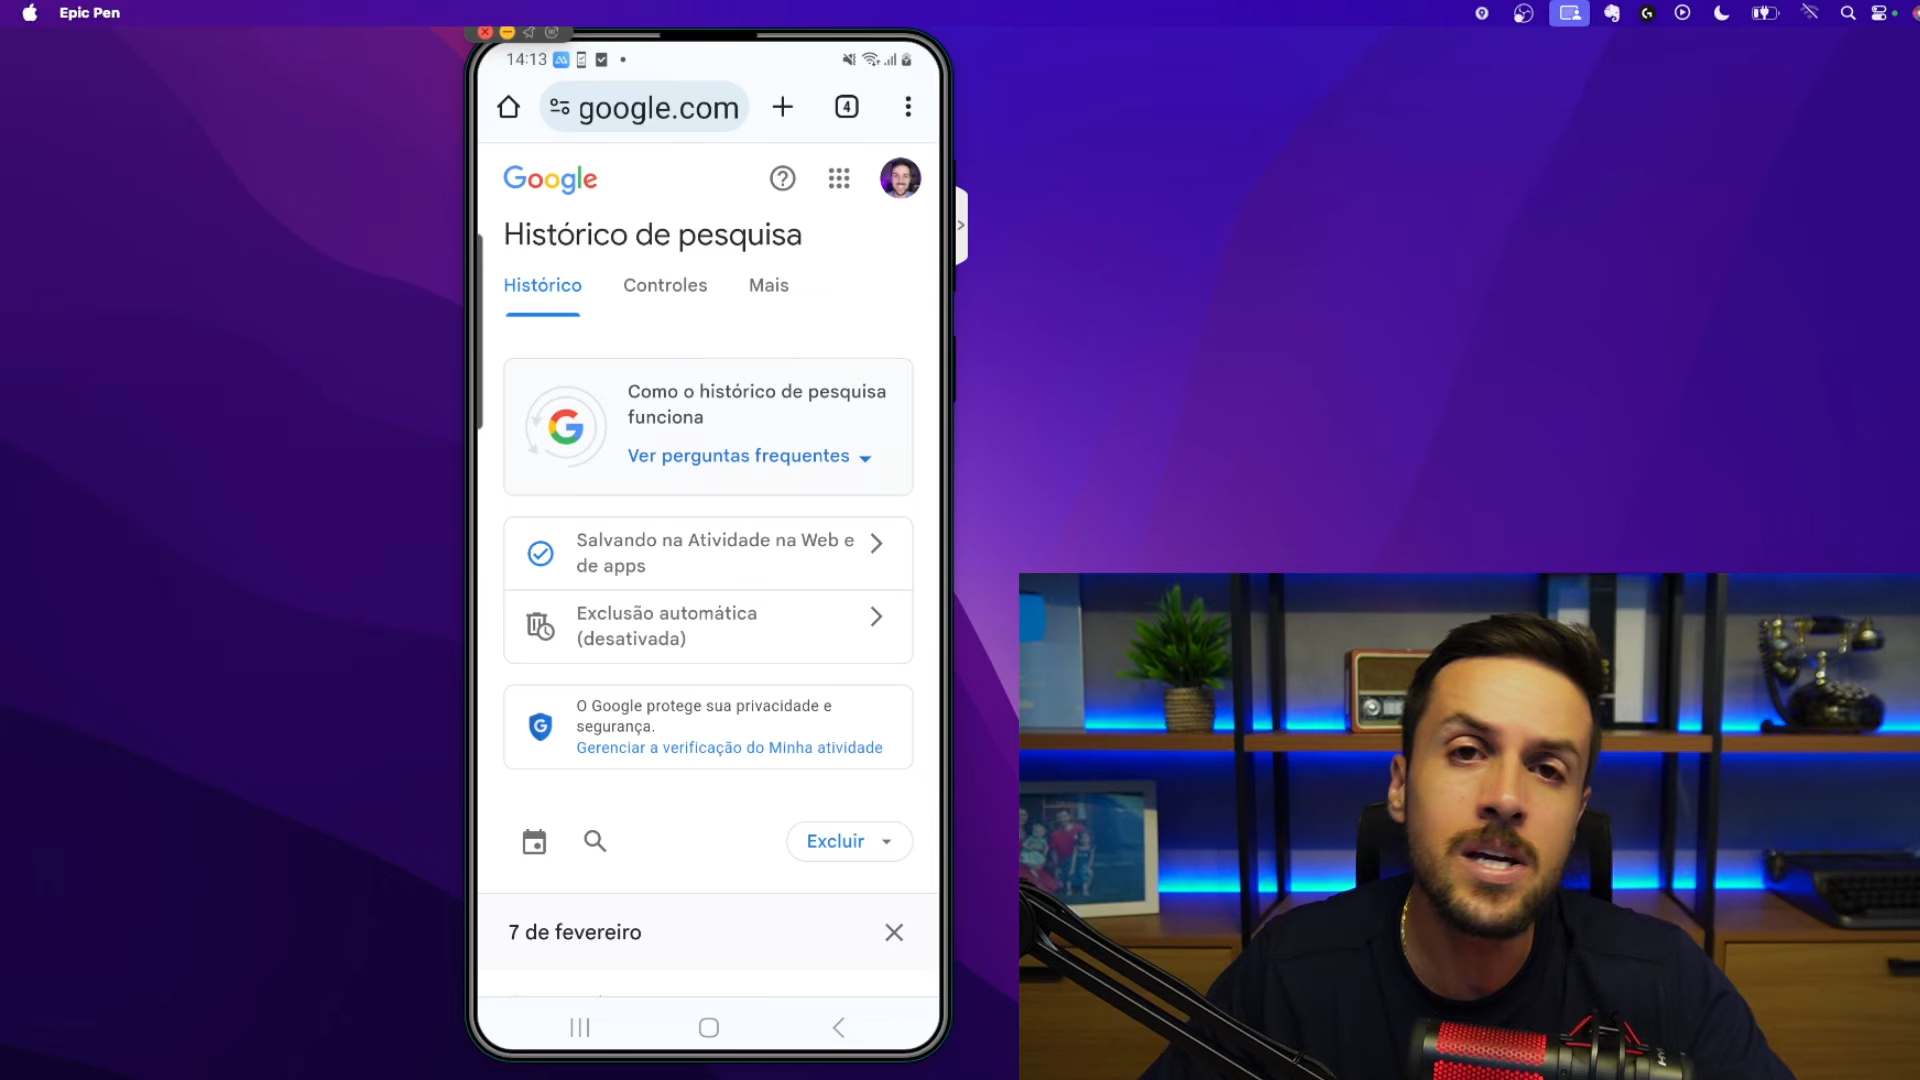 Epic Pen
14:13
google.com
4
Google
Histórico de pesquisa
Histórico
Controles
Mais
Como o histórico de pesquisa
funciona
Ver perguntas frequentes
Salvando na Atividade na Web e
de apps
Exclusão automática
(desativada)
O Google protege sua privacidade e
segurança.
Gerenciar a verificação do Minha atividade
Excluir
7 de fevereiro